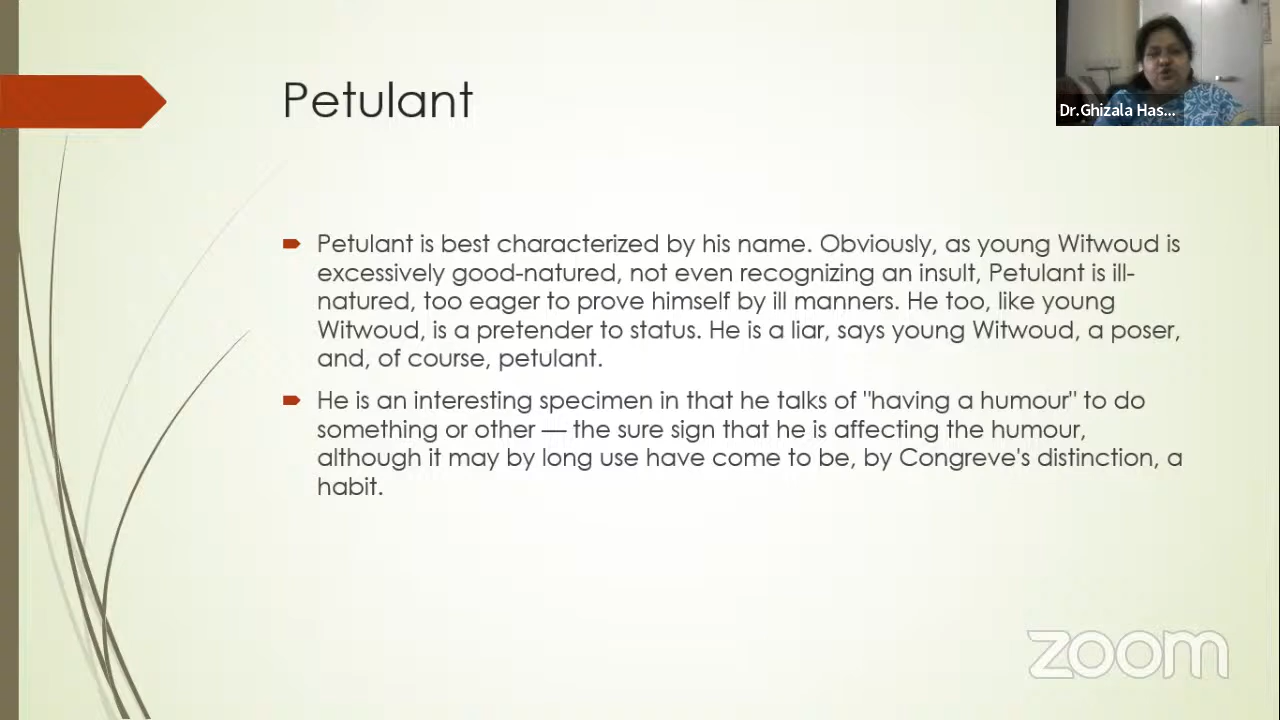 Petulant
Dr.Ghizala Has...
Petulant is best characterized by his name. Obviously, as young Witwoud is
excessively good-natured, not even recognizing an insult, Petulant is ill-
natured, too eager to prove himself by ill manners. He too, like young
Witwoud, is a pretender to status. He is a liar, says young Witwoud, a poser,
and, of course, petulant.
He is an interesting specimen in that he talks of "having a humour" to do
something or other — the sure sign that he is affecting the humour,
although it may by long use have come to be, by Congreve's distinction, a
habit.
zoom